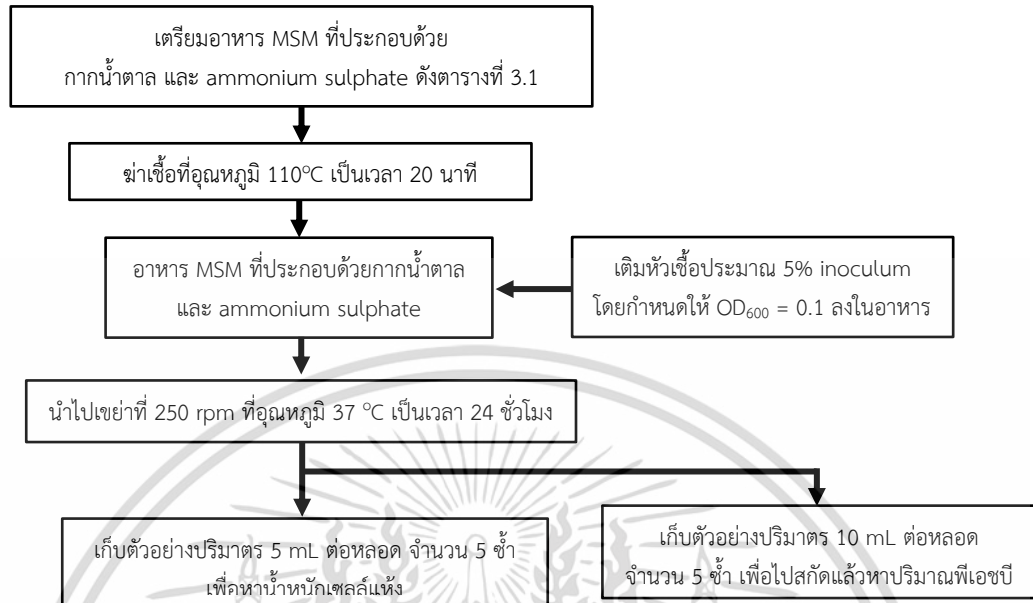 เตรียมอาหาร MSM ที่ประกอบด้วย
กากน้ำตาล และ ammonium sulphate ดังตารางที่ 3.1
ฆ่าเชื้อที่อุณหภูมิ 110°C เป็นเวลา 20 นาที
อาหาร MSM ที่ประกอบด้วยกากน้ำตาล
และ ammonium sulphate
เติมหัวเชื้อประมาณ 5% inoculum
โดยกำหนดให้ OD₆₀₀ = 0.1 ลงในอาหาร
นำไปเขย่าที่ 250 rpm ที่อุณหภูมิ 37 °C เป็นเวลา 24 ชั่วโมง
เก็บตัวอย่างปริมาตร 5 mL ต่อหลอด จำนวน 5 ซ้ำ
เพื่อหาน้ำหนักเซลล์แห้ง
เก็บตัวอย่างปริมาตร 10 mL ต่อหลอด
จำนวน 5 ซ้ำ เพื่อไปสกัดแล้วหาปริมาณพีเอชบี